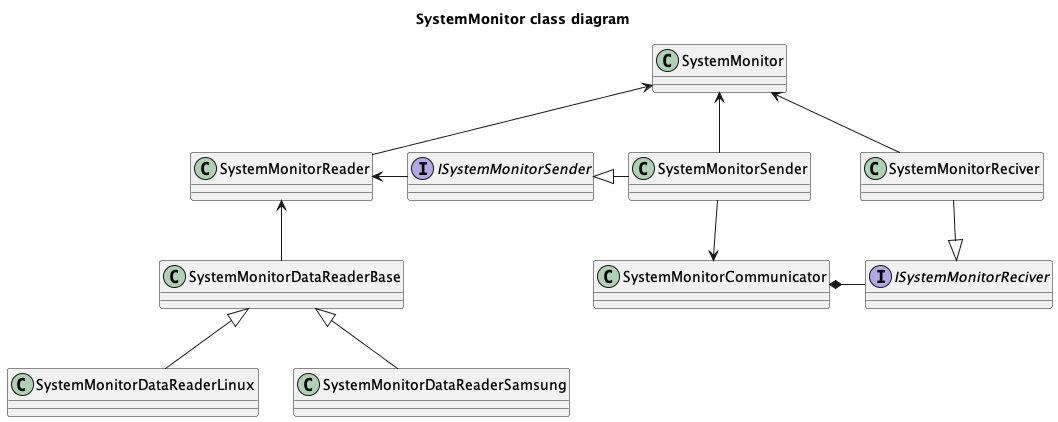 SystemMonitor class diagram
C SystemMonitor
C SystemMonitorReader
I ISystemMonitorSender
C SystemMonitorSender
C SystemMonitorReciver
C SystemMonitorDataReaderBase
C SystemMonitorCommunicator
I ISystemMonitorReciver
C SystemMonitorDataReaderLinux
C SystemMonitorDataReaderSamsung